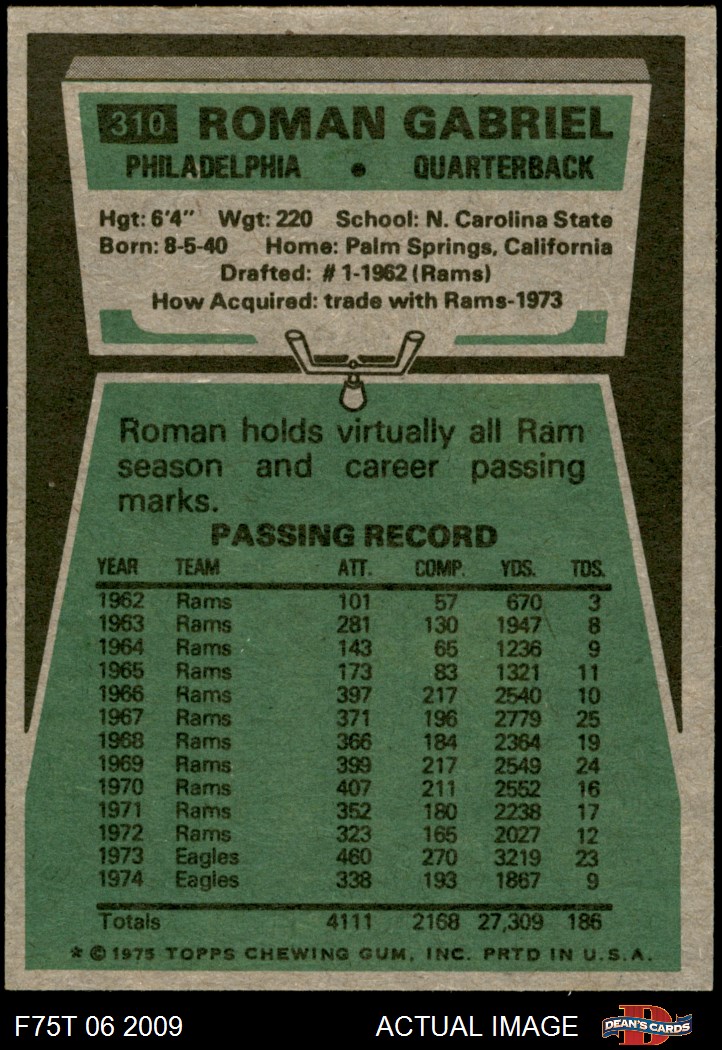 310 ROMAN GABRIEL
PHILADELPHIA • QUARTERBACK
Hgt: 6'4" Wgt: 220 School: N. Carolina State
Born: 8-5-40 Home: Palm Springs, California
Drafted: #1-1962 (Rams)
How Acquired: trade with Rams-1973
Roman holds virtually all Ram
season and career passing
marks.
PASSING RECORD
YEAR TEAM ATT. COMP. YDS. TDS.
1962 Rams 101 57 670 3
1963 Rams 281 130 1947 8
1964 Rams 143 65 1236 9
1965 Rams 173 83 1321 11
1966 Rams 397 217 2540 10
1967 Rams 371 196 2779 25
1968 Rams 366 184 2364 19
1969 Rams 399 217 2549 24
1970 Rams 407 211 2552 16
1971 Rams 352 180 2238 17
1972 Rams 323 165 2027 12
1973 Eagles 460 270 3219 23
1974 Eagles 338 193 1867 9
Totals 4111 2168 27,309 186
* © 1975 TOPPS CHEWING GUM, INC. PRTD IN U.S.A.
F75T 06 2009 ACTUAL IMAGE D DEAN'S CARDS